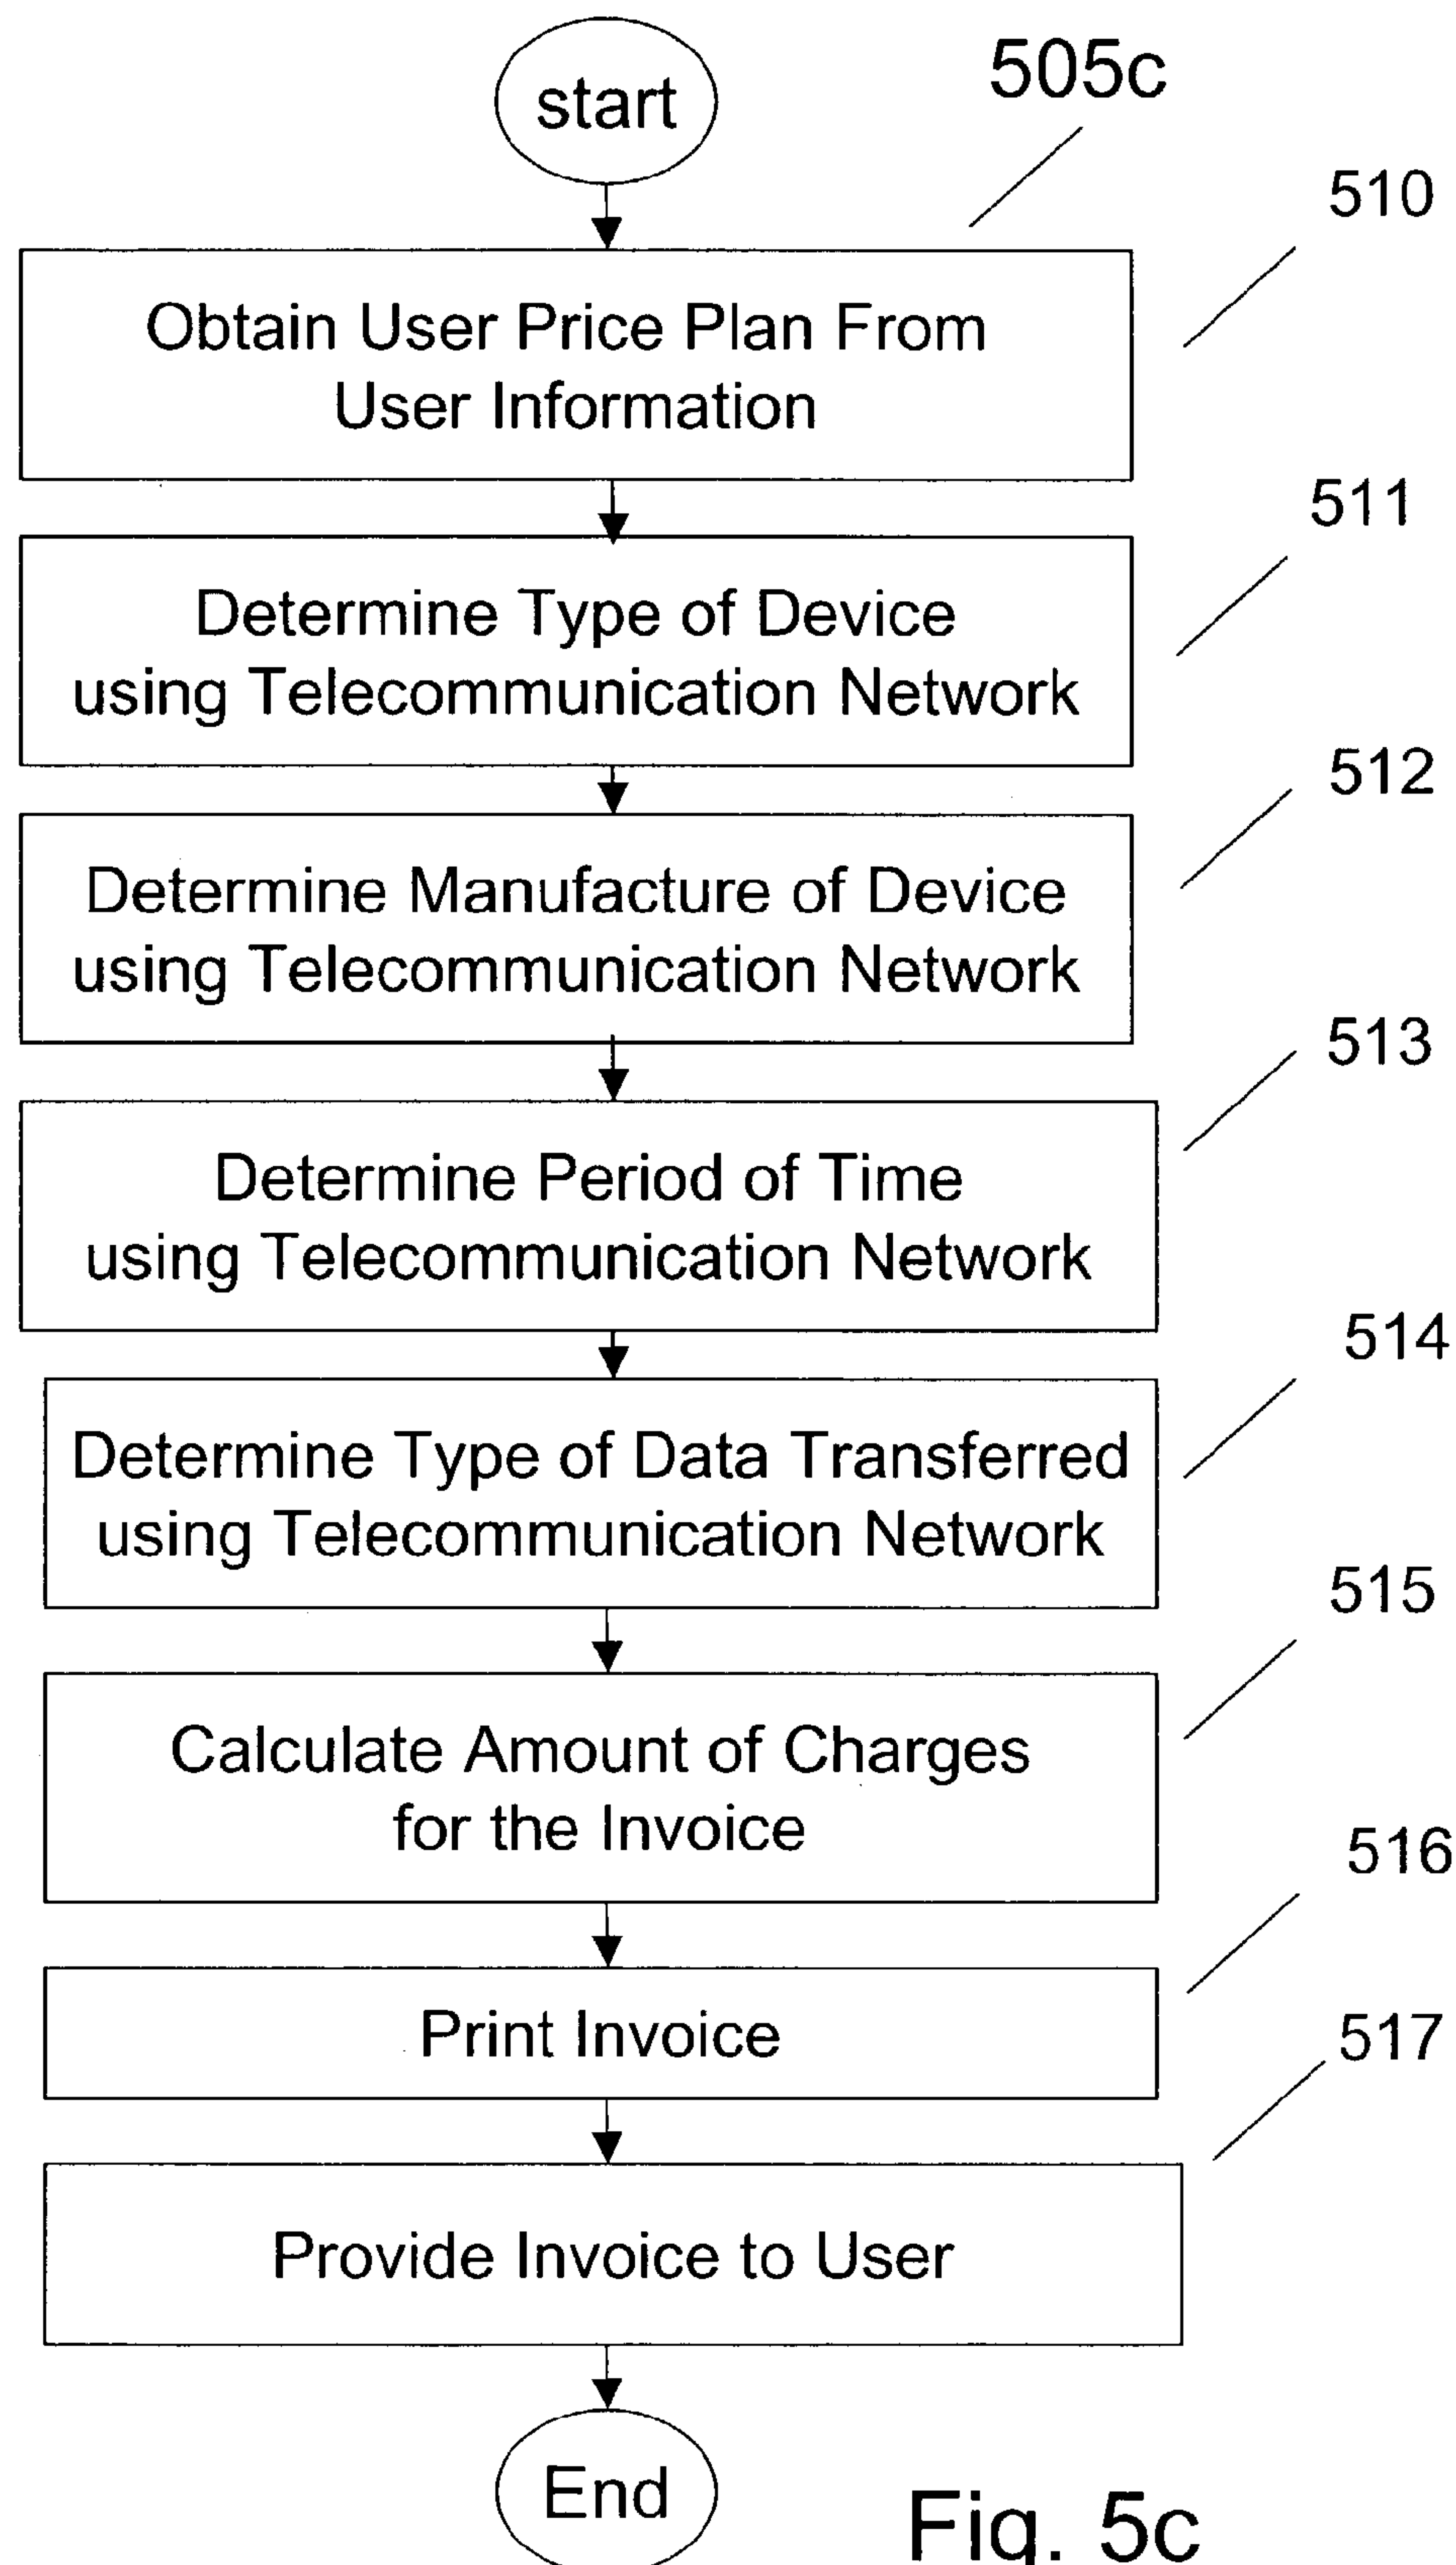 start
505c
510
Obtain User Price Plan From
User Information
511
Determine Type of Device
using Telecommunication Network
512
Determine Manufacture of Device
using Telecommunication Network
513
Determine Period of Time
using Telecommunication Network
514
Determine Type of Data Transferred
using Telecommunication Network
515
Calculate Amount of Charges
for the Invoice
516
Print Invoice
517
Provide Invoice to User
End
Fig. 5c